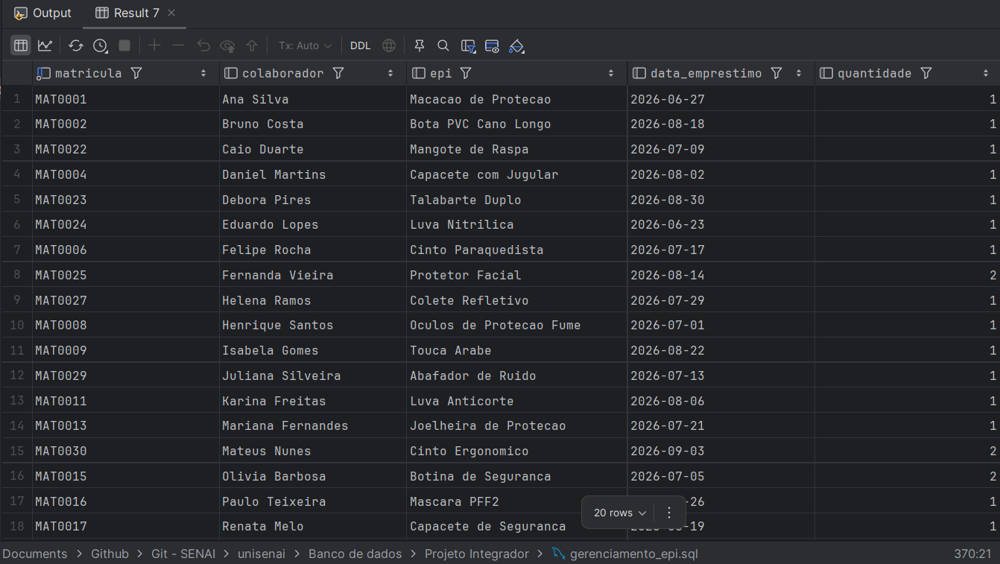 Output Result 7
Tx: Auto DDL
matricula colaborador epi data_emprestimo quantidade
1 MAT0001 Ana Silva Macacao de Protecao 2026-06-27 1
2 MAT0002 Bruno Costa Bota PVC Cano Longo 2026-08-18 1
3 MAT0022 Caio Duarte Mangote de Raspa 2026-07-09 1
4 MAT0004 Daniel Martins Capacete com Jugular 2026-08-02 1
5 MAT0023 Debora Pires Talabarte Duplo 2026-08-30 1
6 MAT0024 Eduardo Lopes Luva Nitrilica 2026-06-23 1
7 MAT0006 Felipe Rocha Cinto Paraquedista 2026-07-17 1
8 MAT0025 Fernanda Vieira Protetor Facial 2026-08-14 2
9 MAT0027 Helena Ramos Colete Refletivo 2026-07-29 1
10 MAT0008 Henrique Santos Oculos de Protecao Fume 2026-07-01 1
11 MAT0009 Isabela Gomes Touca Arabe 2026-08-22 1
12 MAT0029 Juliana Silveira Abafador de Ruido 2026-07-13 1
13 MAT0011 Karina Freitas Luva Anticorte 2026-08-06 1
14 MAT0013 Mariana Fernandes Joelheira de Protecao 2026-07-21 1
15 MAT0030 Mateus Nunes Cinto Ergonomico 2026-09-03 2
16 MAT0015 Olivia Barbosa Botina de Seguranca 2026-07-05 2
17 MAT0016 Paulo Teixeira Mascara PFF2 -26 1
20 rows
18 MAT0017 Renata Melo Capacete de Seguranca -19 1
Documents > Github > Git - SENAI > unisenai > Banco de dados > Projeto Integrador > gerenciamento_epi.sql 370:21